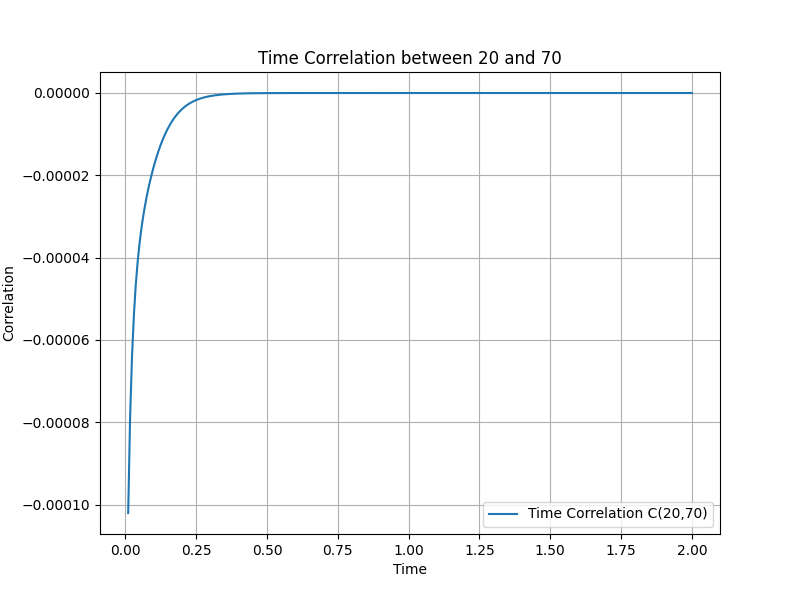 Time Correlation between 20 and 70
0.00000
−0.00002
−0.00004
−0.00006
−0.00008
−0.00010
Correlation
Time Correlation C(20,70)
0.00 0.25 0.50 0.75 1.00 1.25 1.50 1.75 2.00
Time